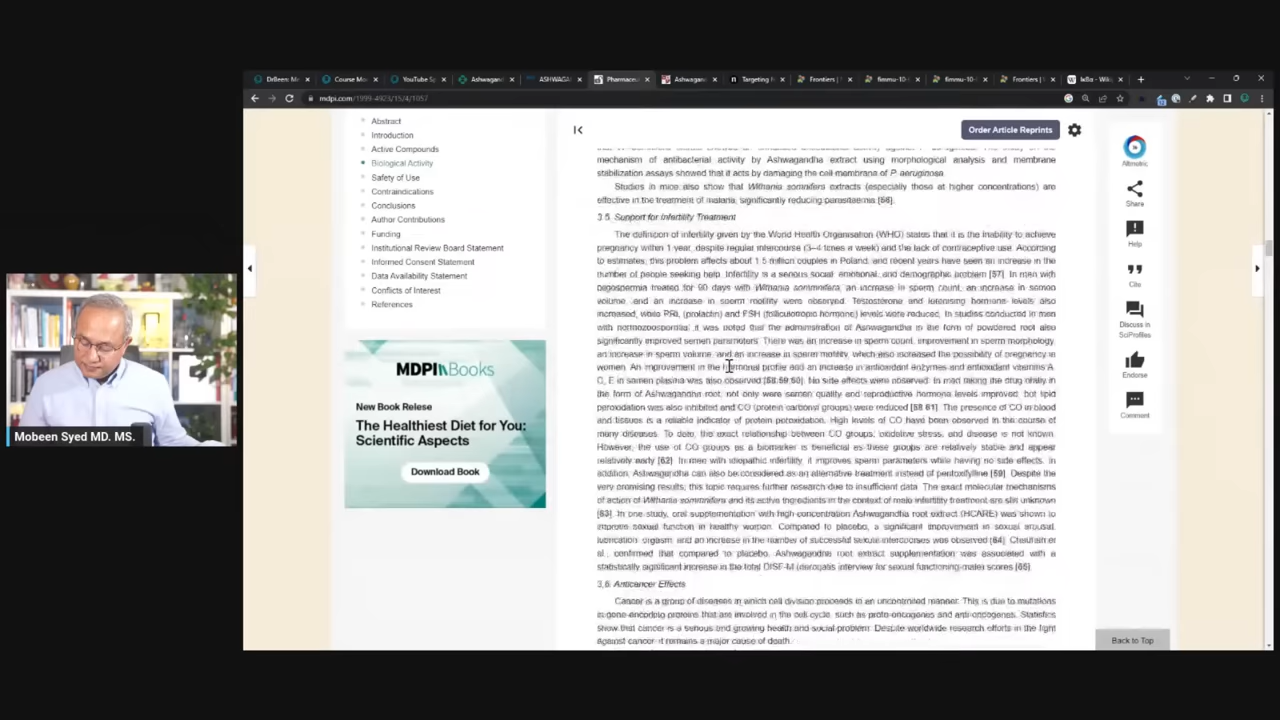 DrBeen: Me
Course Mo
YouTube S
Ashwagan
ASHWAG
Pharmaceu
Ashwagan
Targeting F
Frontiers |
fimmu-10-
fimmu-10-
Frontiers |
IκBα - Wiki
mdpi.com/1999-4923/15/4/1057
Abstract
Introduction
Active Compounds
Biological Activity
Safety of Use
Contraindications
Conclusions
Author Contributions
Funding
Institutional Review Board Statement
Informed Consent Statement
Data Availability Statement
Conflicts of Interest
References
MDPI Books
New Book Relese
The Healthiest Diet for You:
Scientific Aspects
Download Book
Order Article Reprints
mechanism of antibacterial activity by Ashwagandha extract using morphological analysis and membrane
stabilization assays showed that it acts by damaging the cell membrane of P. aeruginosa.
Studies in mice also show that Withania somnifera extracts (especially those at higher concentrations) are
effective in the treatment of malaria, significantly reducing parasitaemia [56].
3.5. Support for Infertility Treatment
The definition of infertility given by the World Health Organisation (WHO) states that it is the inability to achieve
pregnancy within 1 year, despite regular intercourse (3–4 times a week) and the lack of contraceptive use. According
to estimates, this problem affects about 1.5 million couples in Poland, and recent years have seen an increase in the
number of people seeking help. Infertility is a serious social, emotional, and demographic problem [57]. In men with
oligospermia treated for 90 days with Withania somnifera, an increase in sperm count, an increase in semen
volume, and an increase in sperm motility were observed. Testosterone and luteinising hormone levels also
increased, while PRL (prolactin) and FSH (folliculotropic hormone) levels were reduced. In studies conducted in men
with normozoospermia, it was noted that the administration of Ashwagandha in the form of powdered root also
significantly improved semen parameters. There was an increase in sperm count, improvement in sperm morphology,
an increase in sperm volume, and an increase in sperm motility, which also increased the possibility of pregnancy in
women. An improvement in the hormonal profile and an increase in antioxidant enzymes and antioxidant vitamins A,
C, E in semen plasma was also observed [58,59,60]. No side effects were observed. In men taking the drug orally in
the form of Ashwagandha root, not only were semen quality and reproductive hormone levels improved, but lipid
peroxidation was also inhibited and CO (protein carbonyl groups) were reduced [58,61]. The presence of CO in blood
and tissues is a reliable indicator of protein peroxidation. High levels of CO have been observed in the course of
many diseases. To date, the exact relationship between CO groups, oxidative stress, and disease is not known.
However, the use of CO groups as a biomarker is beneficial as these groups are relatively stable and appear
relatively early [62]. In men with idiopathic infertility, it improves sperm parameters while having no side effects. In
addition, Ashwagandha can also be considered as an alternative treatment instead of pentoxifylline [59]. Despite the
very promising results, this topic requires further research due to insufficient data. The exact molecular mechanisms
of action of Withania somnifera and its active ingredients in the context of male infertility treatment are still unknown
[63]. In one study, oral supplementation with high-concentration Ashwagandha root extract (HCARE) was shown to
improve sexual function in healthy women. Compared to placebo, a significant improvement in sexual arousal,
lubrication, orgasm, and an increase in the number of successful sexual intercourses was observed [64]. Chauhan et
al., confirmed that compared to placebo, Ashwagandha root extract supplementation was associated with a
statistically significant increase in the total DISF-M (derogatis interview for sexual functioning-male) scores [65].
3.6. Anticancer Effects
Cancer is a group of diseases in which cell division proceeds in an uncontrolled manner. This is due to mutations
in gene-encoding proteins that are involved in the cell cycle, such as proto-oncogenes and anti-oncogenes. Statistics
show that cancer is a serious and growing health and social problem. Despite worldwide research efforts in the fight
against cancer, it remains a major cause of death.
Altmetric
Share
Help
Cite
Discuss in
SciProfiles
Endorse
Comment
Back to Top
Mobeen Syed MD. MS.